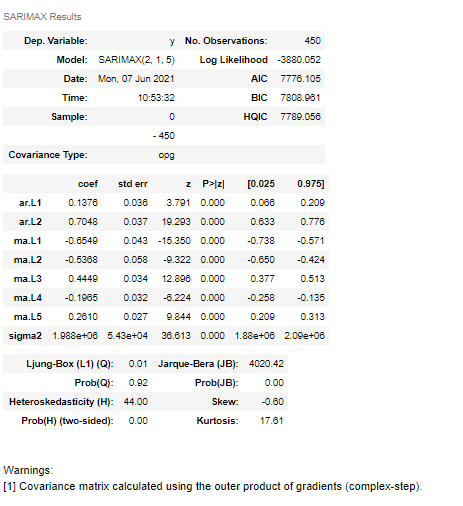 SARIMAX Results
Dep. Variable: y No. Observations: 450
Model: SARIMAX(2, 1, 5) Log Likelihood -3880.052
Date: Mon, 07 Jun 2021 AIC 7776.105
Time: 10:53:32 BIC 7808.961
Sample: 0 HQIC 7789.056
- 450
Covariance Type: opg
coef std err z P>|z| [0.025 0.975]
ar.L1 0.1376 0.036 3.791 0.000 0.066 0.209
ar.L2 0.7048 0.037 19.293 0.000 0.633 0.776
ma.L1 -0.6549 0.043 -15.350 0.000 -0.738 -0.571
ma.L2 -0.5368 0.058 -9.322 0.000 -0.650 -0.424
ma.L3 0.4449 0.034 12.896 0.000 0.377 0.513
ma.L4 -0.1965 0.032 -6.224 0.000 -0.258 -0.135
ma.L5 0.2610 0.027 9.844 0.000 0.209 0.313
sigma2 1.988e+06 5.43e+04 36.613 0.000 1.88e+06 2.09e+06
Ljung-Box (L1) (Q): 0.01 Jarque-Bera (JB): 4020.42
Prob(Q): 0.92 Prob(JB): 0.00
Heteroskedasticity (H): 44.00 Skew: -0.60
Prob(H) (two-sided): 0.00 Kurtosis: 17.61
Warnings:
[1] Covariance matrix calculated using the outer product of gradients (complex-step).